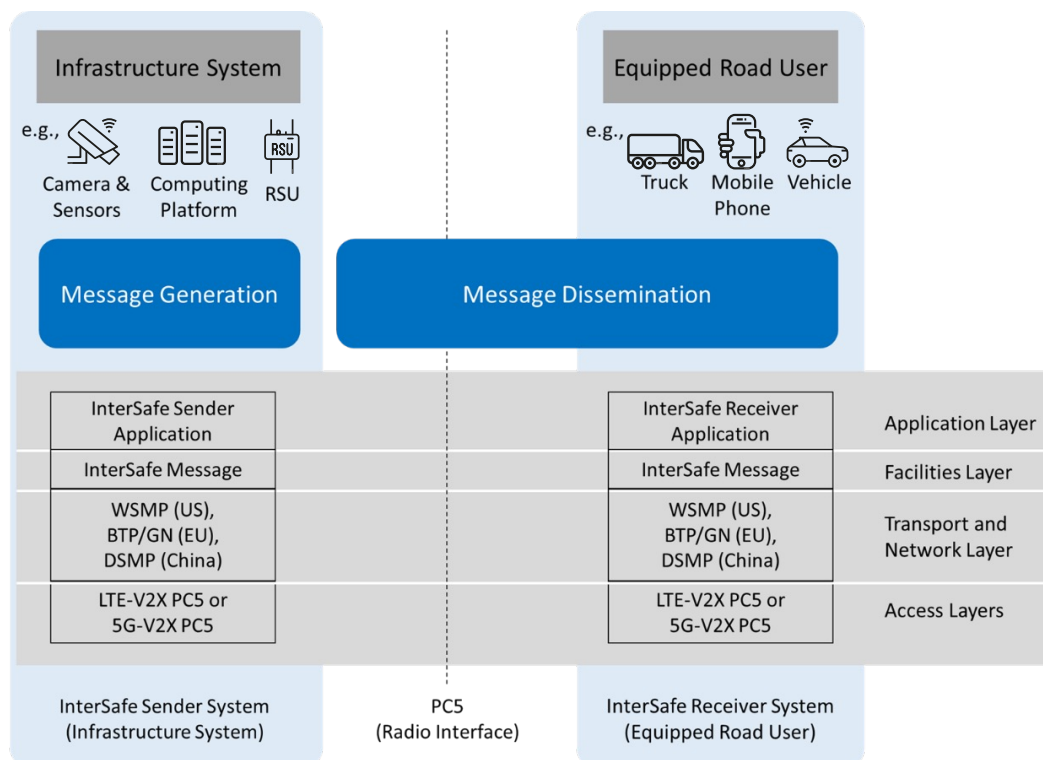 Infrastructure System
Equipped Road User
e.g.,
RSU
Camera &
Sensors
Computing
Platform
RSU
e.g.,
Truck
Mobile
Phone
Vehicle
Message Generation
Message Dissemination
InterSafe Sender
Application
InterSafe Receiver
Application
Application Layer
InterSafe Message
InterSafe Message
Facilities Layer
WSMP (US),
BTP/GN (EU),
DSMP (China)
WSMP (US),
BTP/GN (EU),
DSMP (China)
Transport and
Network Layer
LTE-V2X PC5 or
5G-V2X PC5
LTE-V2X PC5 or
5G-V2X PC5
Access Layers
InterSafe Sender System
(Infrastructure System)
PC5
(Radio Interface)
InterSafe Receiver System
(Equipped Road User)